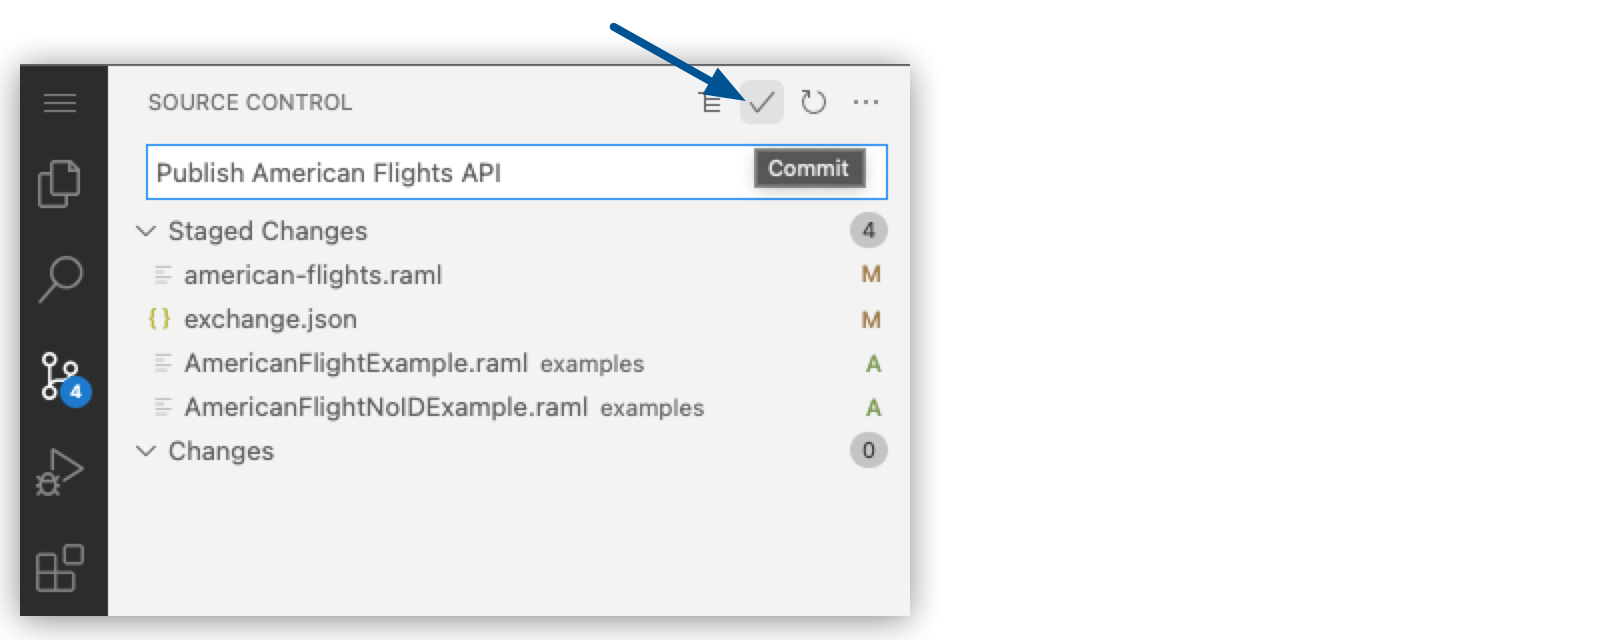 SOURCE CONTROL
Publish American Flights API
Commit
Staged Changes 4
american-flights.raml M
{} exchange.json M
4
AmericanFlightExample.raml examples A
AmericanFlightNoIDExample.raml examples A
Changes 0